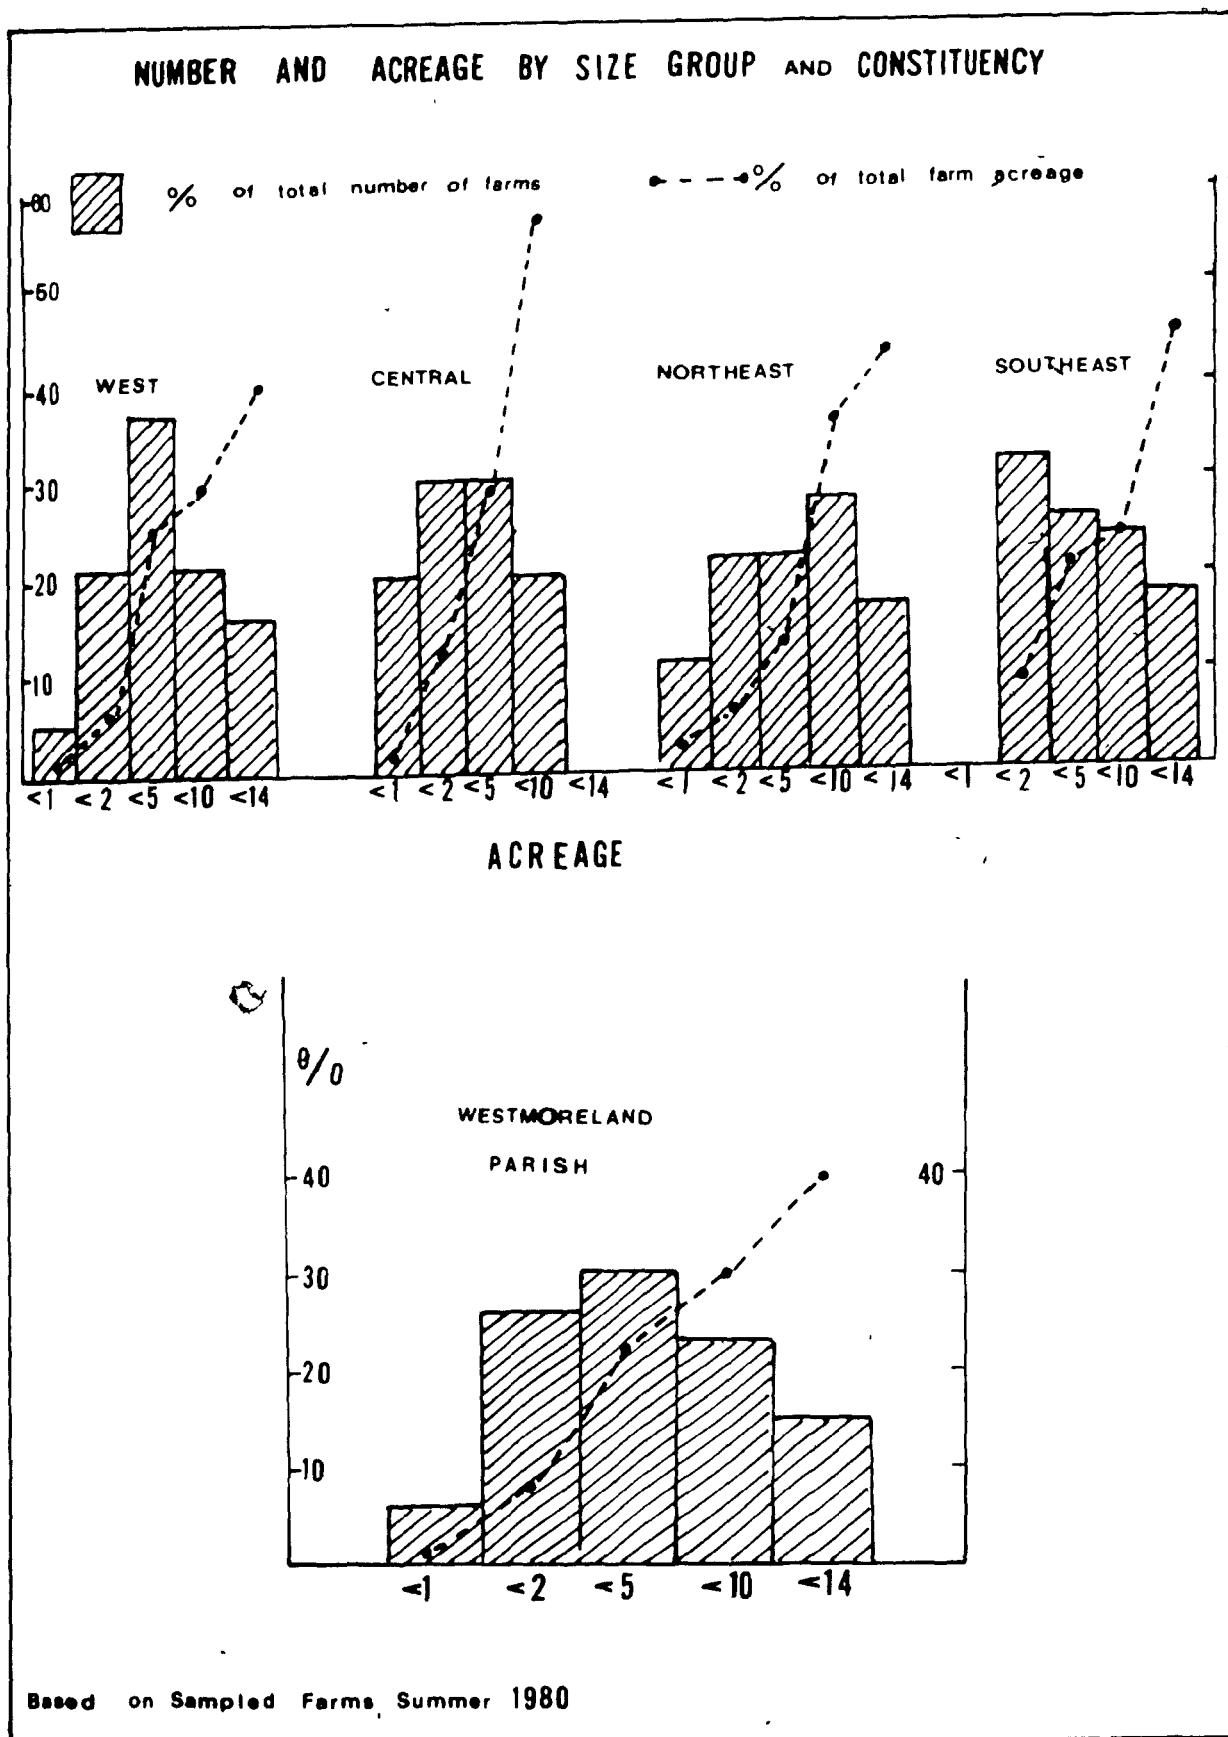 NUMBER AND ACREAGE BY SIZE GROUP AND CONSTITUENCY
% of total number of farms
% of total farm acreage
60
50
40
30
20
10
WEST
CENTRAL
NORTHEAST
SOUTHEAST
<1 <2 <5 <10 <14 <1 <2 <5 <10 <14 <1 <2 <5 <10 <14 <1 <2 <5 <10 <14
ACREAGE
%
WESTMORELAND
PARISH
40 40
30
20
10
<1 <2 <5 <10 <14
Based on Sampled Farms, Summer 1980